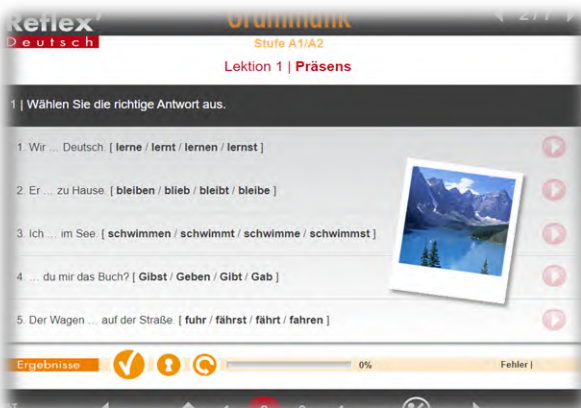 Reflex
Deutsch
Grammatik
2 / 7
Stufe A1/A2
Lektion 1 | Präsens
1 | Wählen Sie die richtige Antwort aus.
1. Wir ... Deutsch. [ lerne / lernt / lernen / lernst ]
2. Er ... zu Hause. [ bleiben / blieb / bleibt / bleibe ]
3. Ich ... im See. [ schwimmen / schwimmt / schwimme / schwimmst ]
4. ... du mir das Buch? [ Gibst / Geben / Gibt / Gab ]
5. Der Wagen ... auf der Straße. [ fuhr / fährst / fährt / fahren ]
Ergebnisse 0% Fehler |